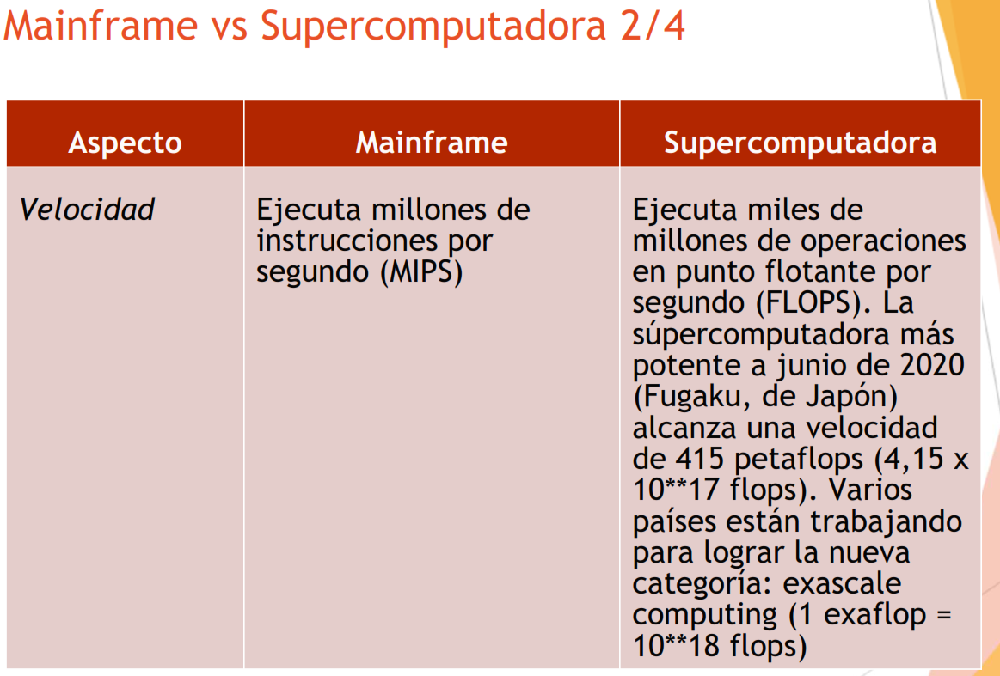 Mainframe vs Supercomputadora 2/4
Aspecto
Mainframe
Supercomputadora
Velocidad
Ejecuta millones de
instrucciones por
segundo (MIPS)
Ejecuta miles de
millones de operaciones
en punto flotante por
segundo (FLOPS). La
súpercomputadora más
potente a junio de 2020
(Fugaku, de Japón)
alcanza una velocidad
de 415 petaflops (4,15 x
10**17 flops). Varios
países están trabajando
para lograr la nueva
categoría: exascale
computing (1 exaflop =
10**18 flops)